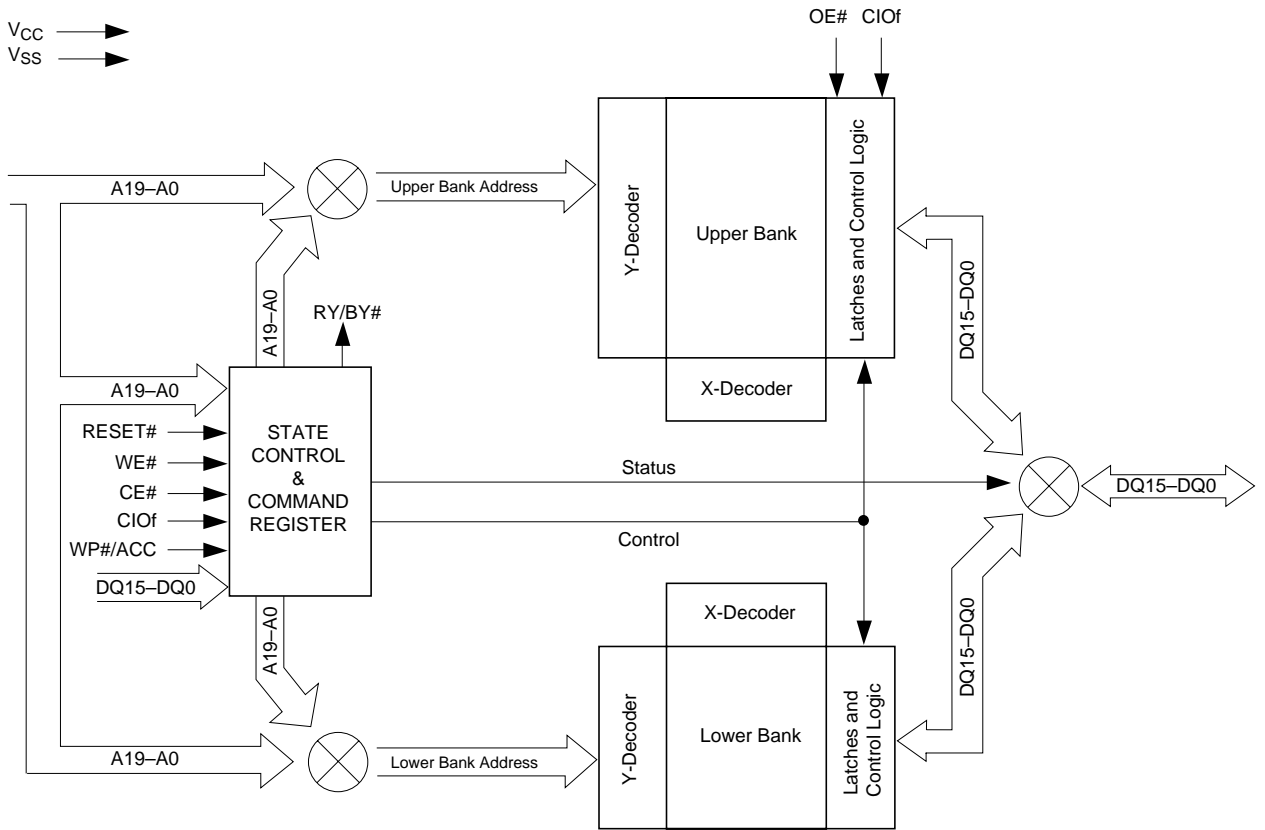 OE# CIOf
VCC
VSS
A19–A0
Upper Bank Address
Y-Decoder
Upper Bank
Latches and Control Logic
A19–A0
RY/BY#
DQ15–DQ0
X-Decoder
A19–A0
RESET#
WE#
CE#
CIOf
WP#/ACC
DQ15–DQ0
STATE
CONTROL
&
COMMAND
REGISTER
Status
Control
DQ15–DQ0
A19–A0
X-Decoder
DQ15–DQ0
A19–A0
Lower Bank Address
Y-Decoder
Lower Bank
Latches and
Control Logic